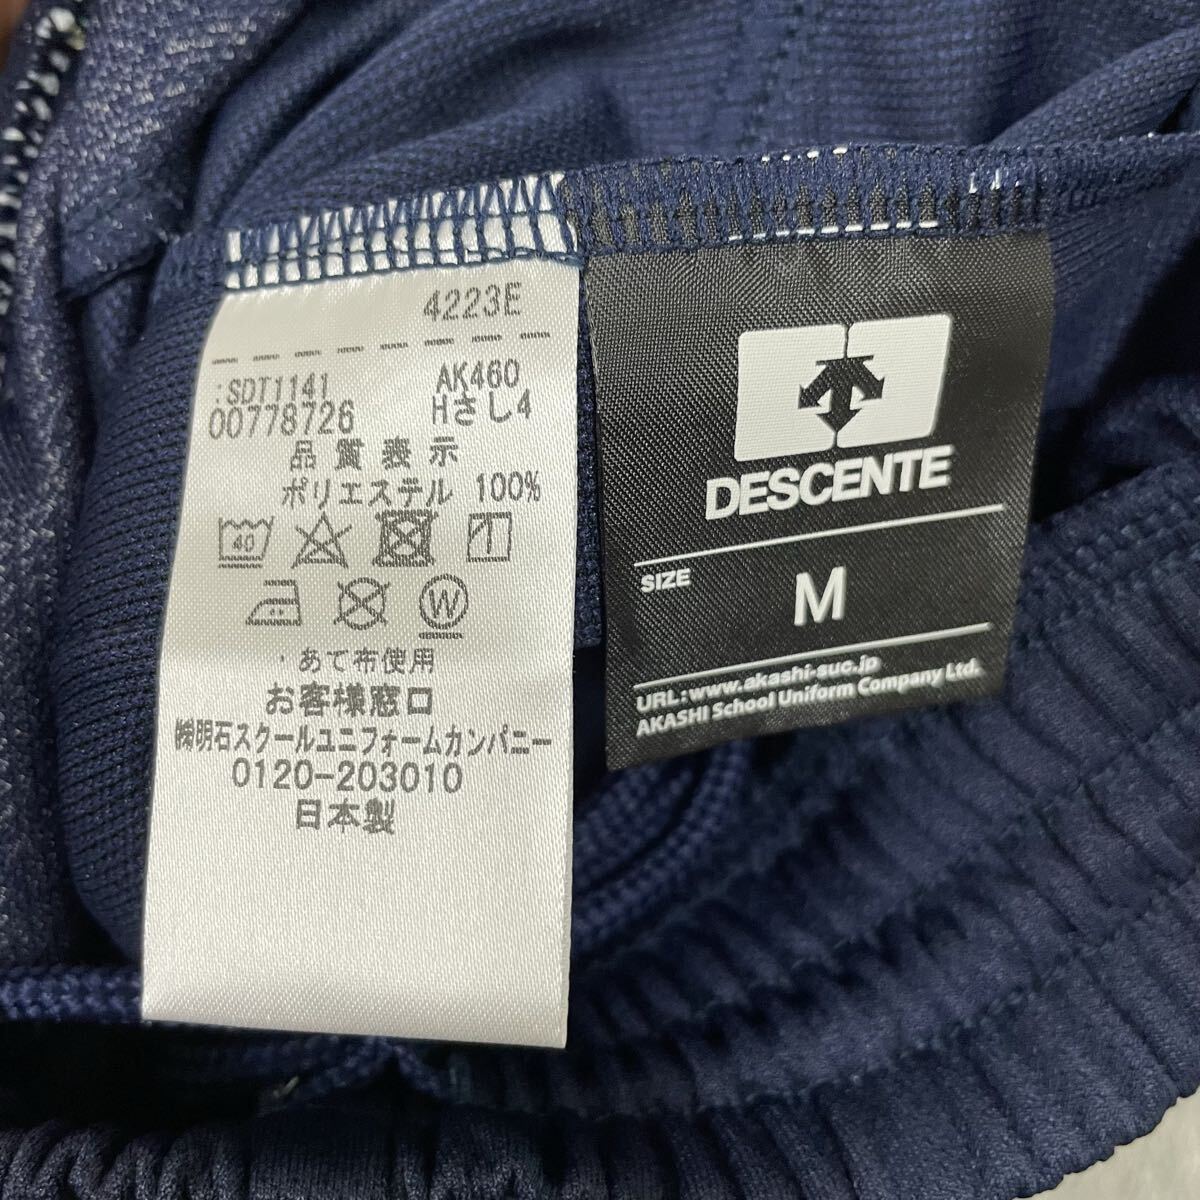 4223E
:SDT1141 AK460
00778726 Hさし4
品質表示
ポリエステル 100%
40
W
・あて布使用
お客様窓口
㈱明石スクールユニフォームカンパニー
0120-203010
日本製
DESCENTE
SIZE M
URL:www.akashi-suc.jp
AKASHI School Uniform Company Ltd.